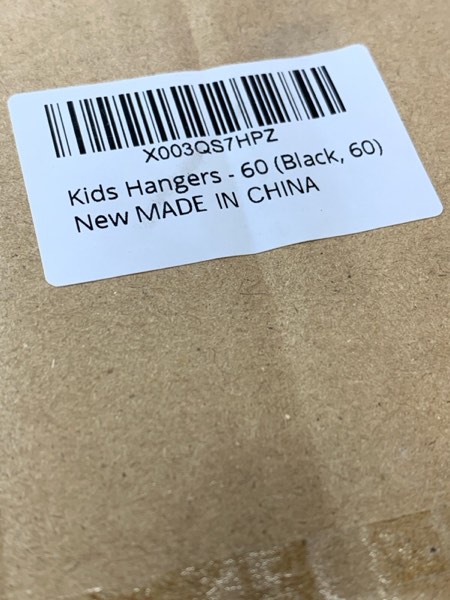 X003QS7HPZ
Kids Hangers - 60 (Black, 60)
New MADE IN CHINA